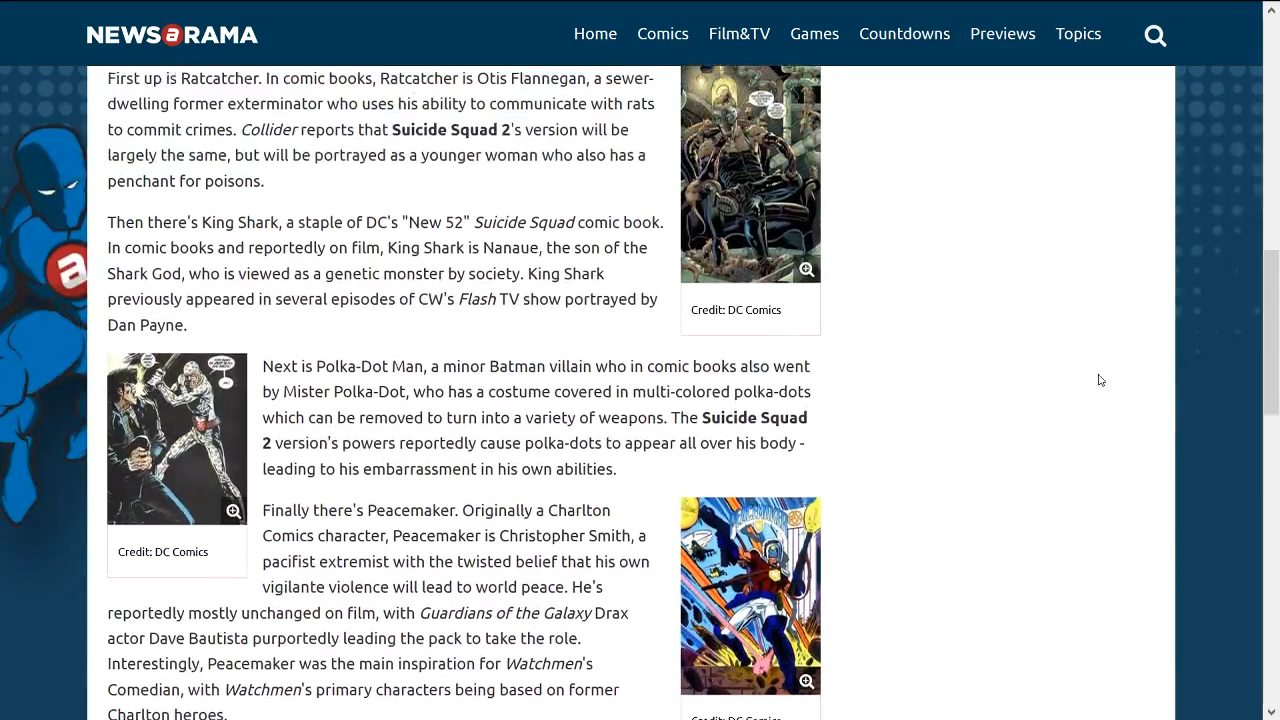 NEWSaRAMA
Home Comics Film&TV Games Countdowns Previews Topics
First up is Ratcatcher. In comic books, Ratcatcher is Otis Flannegan, a sewer-
dwelling former exterminator who uses his ability to communicate with rats
to commit crimes. Collider reports that Suicide Squad 2's version will be
largely the same, but will be portrayed as a younger woman who also has a
penchant for poisons.
Credit: DC Comics
Then there's King Shark, a staple of DC's "New 52" Suicide Squad comic book.
In comic books and reportedly on film, King Shark is Nanaue, the son of the
Shark God, who is viewed as a genetic monster by society. King Shark
previously appeared in several episodes of CW's Flash TV show portrayed by
Dan Payne.
Next is Polka-Dot Man, a minor Batman villain who in comic books also went
by Mister Polka-Dot, who has a costume covered in multi-colored polka-dots
which can be removed to turn into a variety of weapons. The Suicide Squad
2 version's powers reportedly cause polka-dots to appear all over his body -
leading to his embarrassment in his own abilities.
Credit: DC Comics
Finally there's Peacemaker. Originally a Charlton
Comics character, Peacemaker is Christopher Smith, a
pacifist extremist with the twisted belief that his own
vigilante violence will lead to world peace. He's
reportedly mostly unchanged on film, with Guardians of the Galaxy Drax
actor Dave Bautista purportedly leading the pack to take the role.
Interestingly, Peacemaker was the main inspiration for Watchmen's
Comedian, with Watchmen's primary characters being based on former
Charlton heroes.
Credit: DC Comics
a